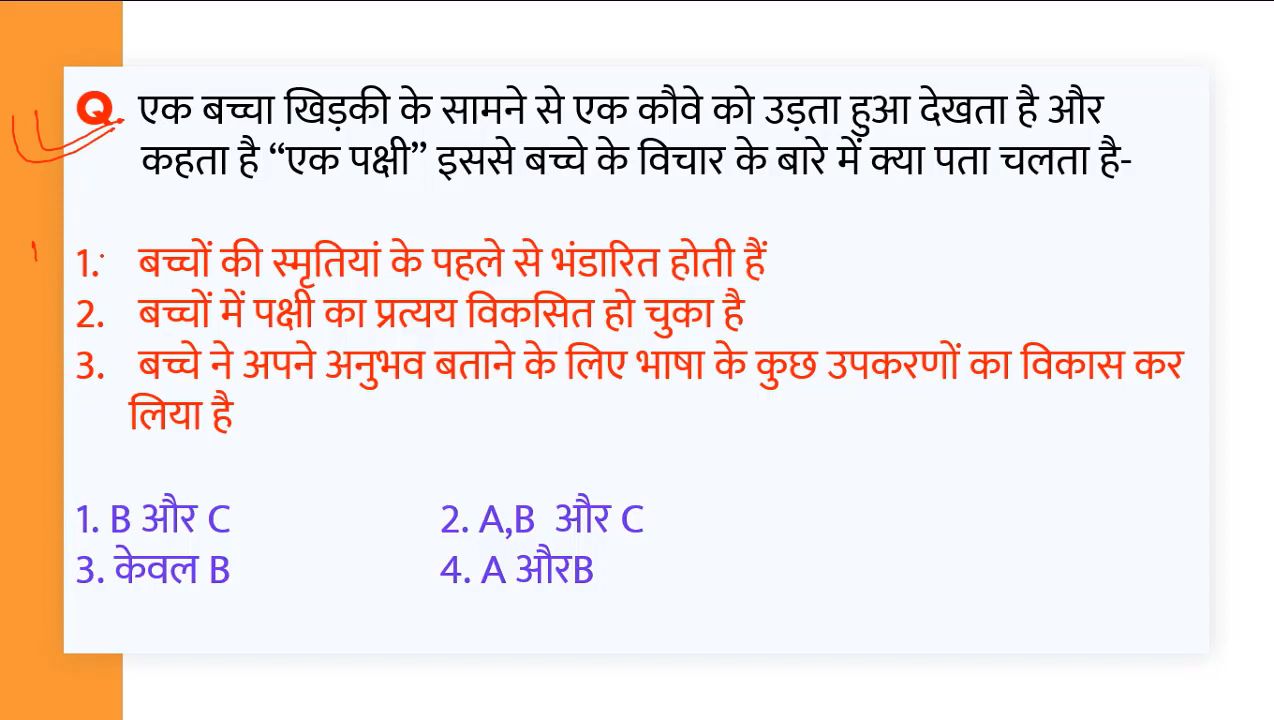 Q. एक बच्चा खिड़की के सामने से एक कौवे को उड़ता हुआ देखता है और
कहता है “एक पक्षी” इससे बच्चे के विचार के बारे में क्या पता चलता है-
1. बच्चों की स्मृतियां के पहले से भंडारित होती हैं
2. बच्चों में पक्षी का प्रत्यय विकसित हो चुका है
3. बच्चे ने अपने अनुभव बताने के लिए भाषा के कुछ उपकरणों का विकास कर
लिया है
1. B और C 2. A,B और C
3. केवल B 4. A औरB